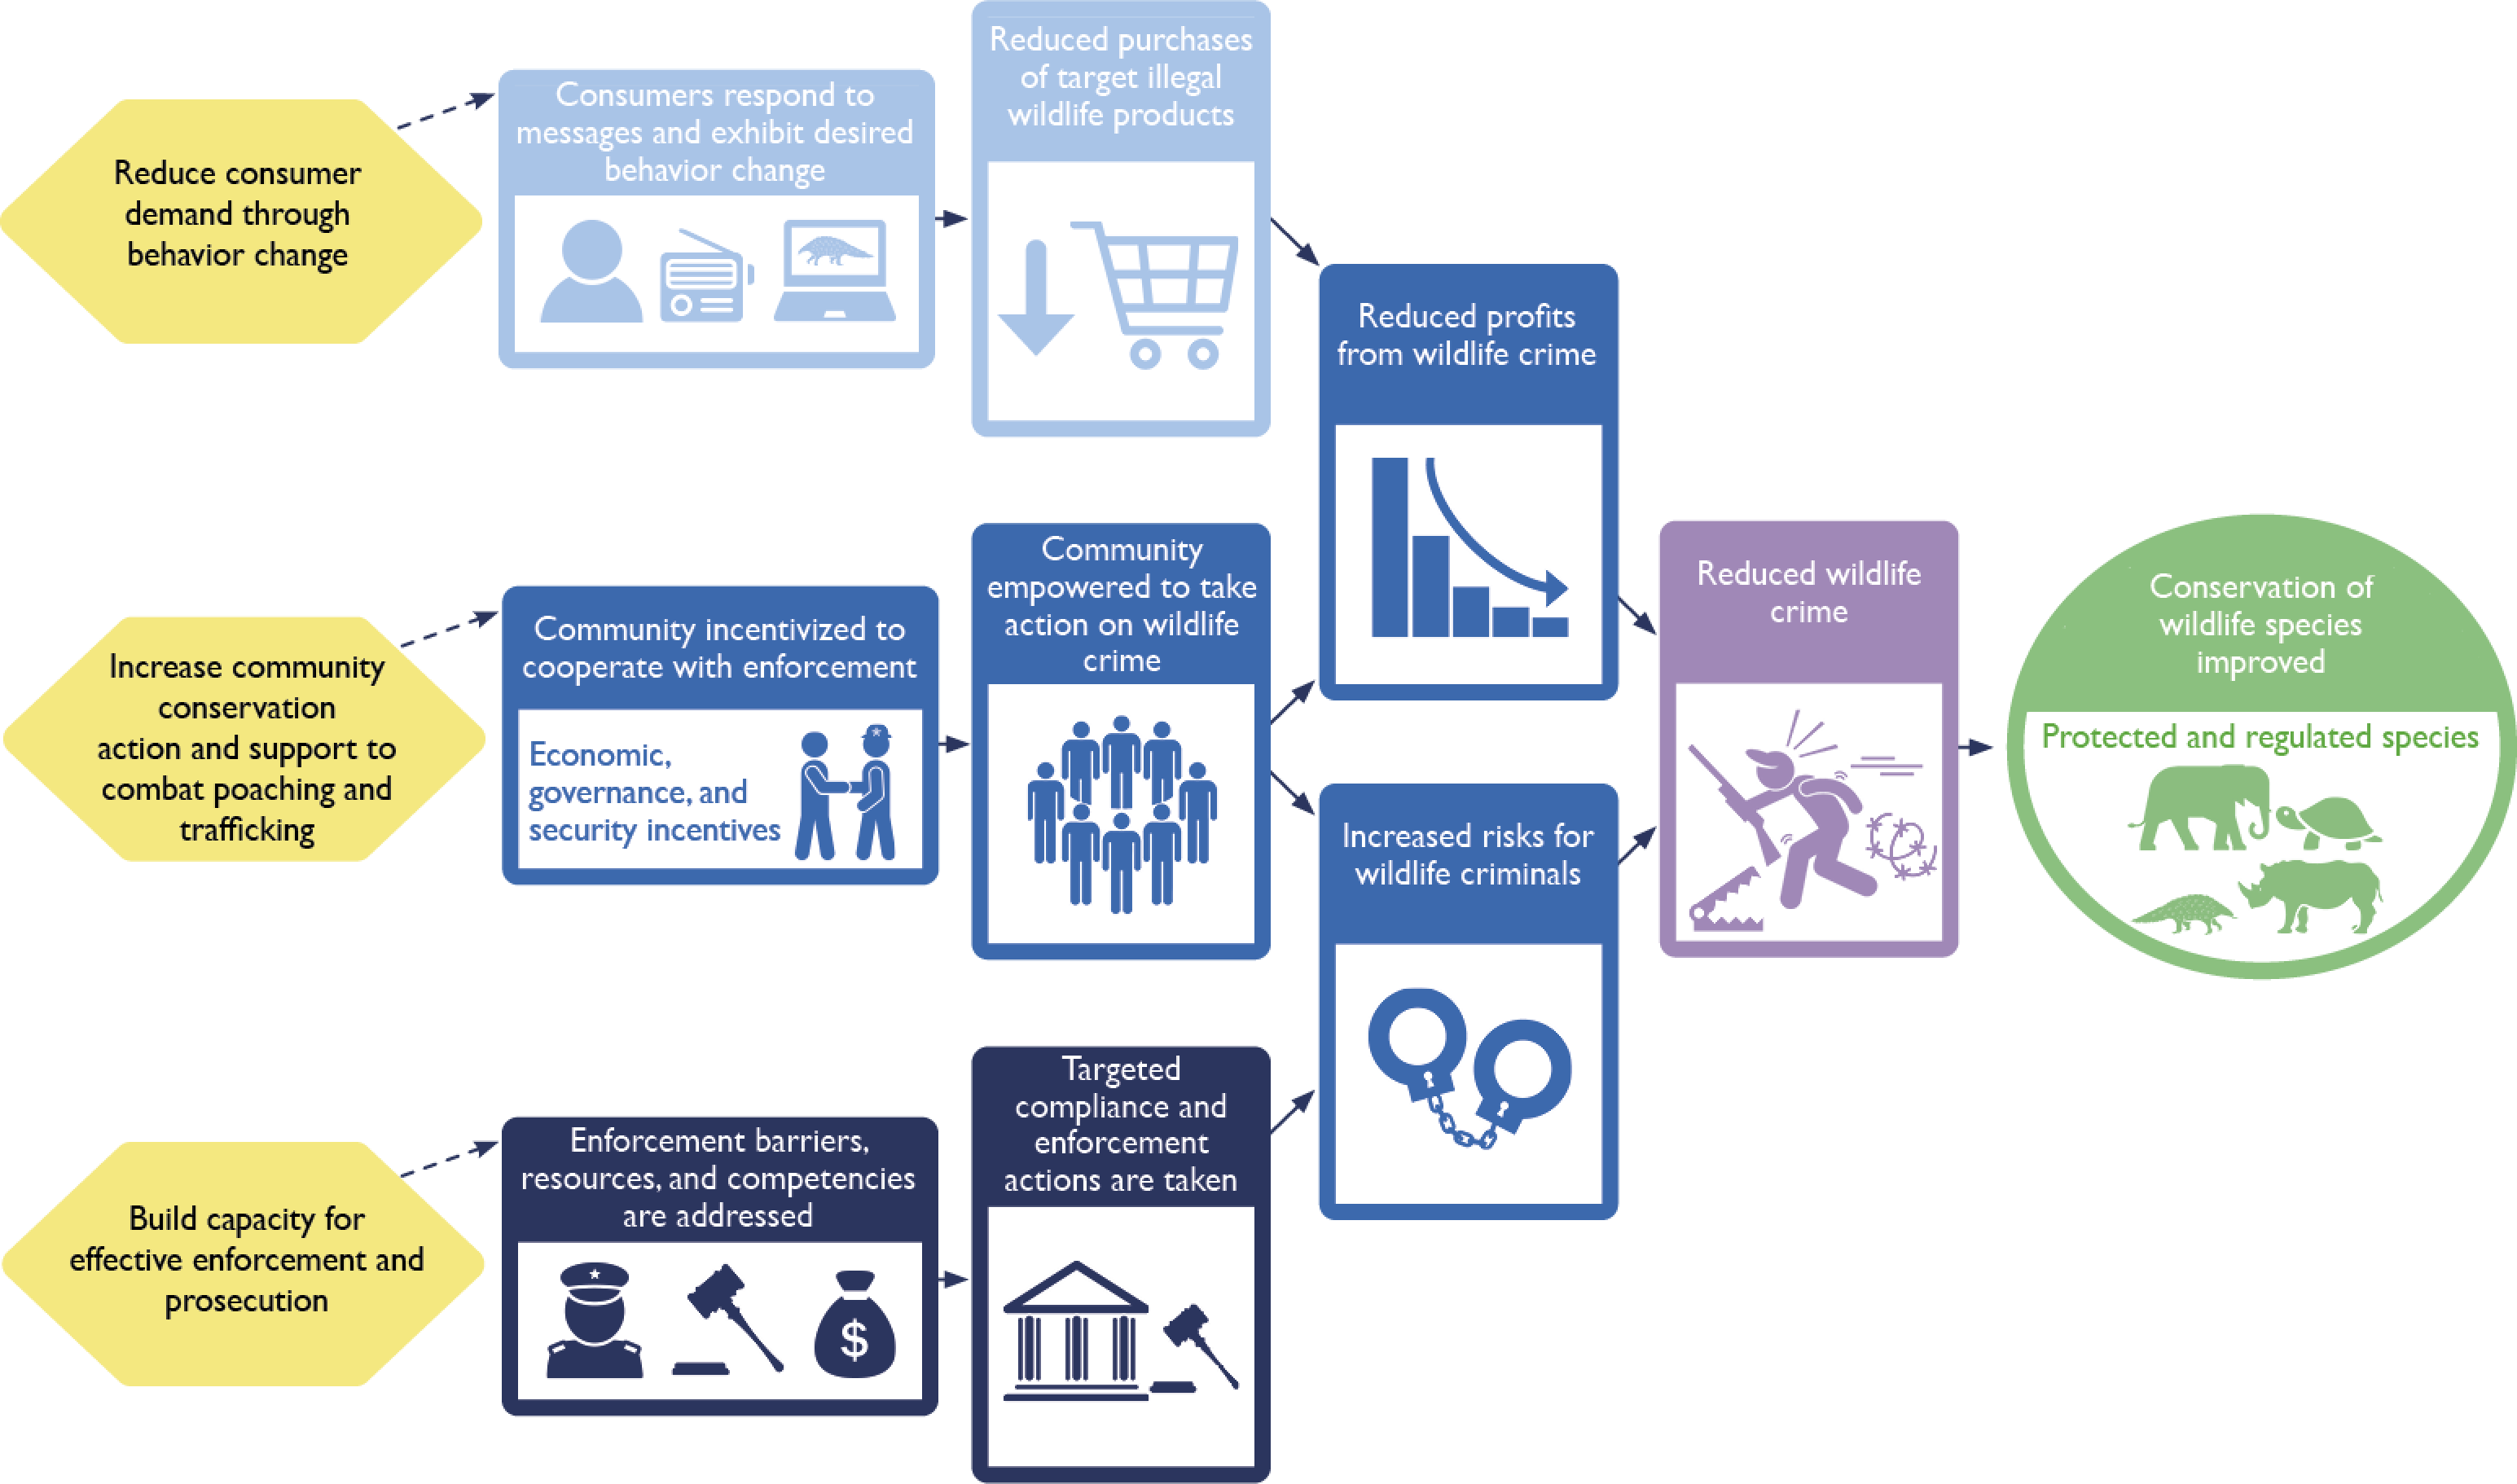 Reduce consumer
demand through
behavior change
Consumers respond to
messages and exhibit desired
behavior change
Reduced purchases
of target illegal
wildlife products
Reduced profits
from wildlife crime
Increase community
conservation
action and support to
combat poaching and
trafficking
Community incentivized to
cooperate with enforcement
Economic,
governance, and
security incentives
Community
empowered to take
action on wildlife
crime
Increased risks for
wildlife criminals
Reduced wildlife
crime
Conservation of
wildlife species
improved
Protected and regulated species
Build capacity for
effective enforcement and
prosecution
Enforcement barriers,
resources, and competencies
are addressed
$
Targeted
compliance and
enforcement
actions are taken